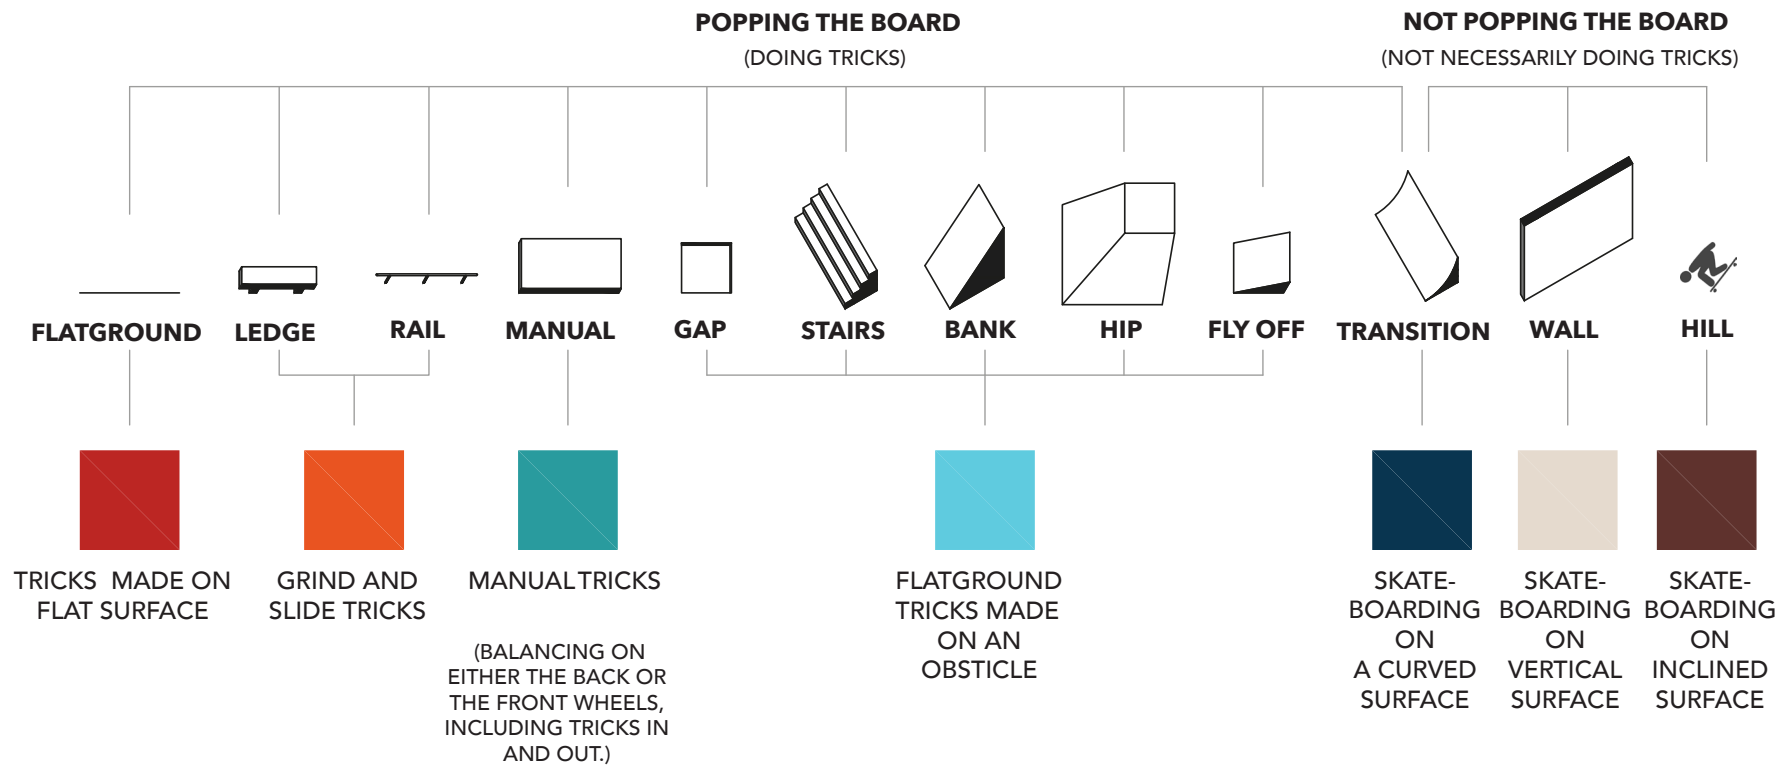 POPPING THE BOARD
(DOING TRICKS)
NOT POPPING THE BOARD
(NOT NECESSARILY DOING TRICKS)
FLATGROUND
LEDGE
RAIL
MANUAL
GAP
STAIRS
BANK
HIP
FLY OFF
TRANSITION
WALL
HILL
TRICKS MADE ON
FLAT SURFACE
GRIND AND
SLIDE TRICKS
MANUAL TRICKS
(BALANCING ON
EITHER THE BACK OR
THE FRONT WHEELS,
INCLUDING TRICKS IN
AND OUT.)
FLATGROUND
TRICKS MADE
ON AN
OBSTICLE
SKATE-
BOARDING
ON
A CURVED
SURFACE
SKATE-
BOARDING
ON
VERTICAL
SURFACE
SKATE-
BOARDING
ON
INCLINED
SURFACE